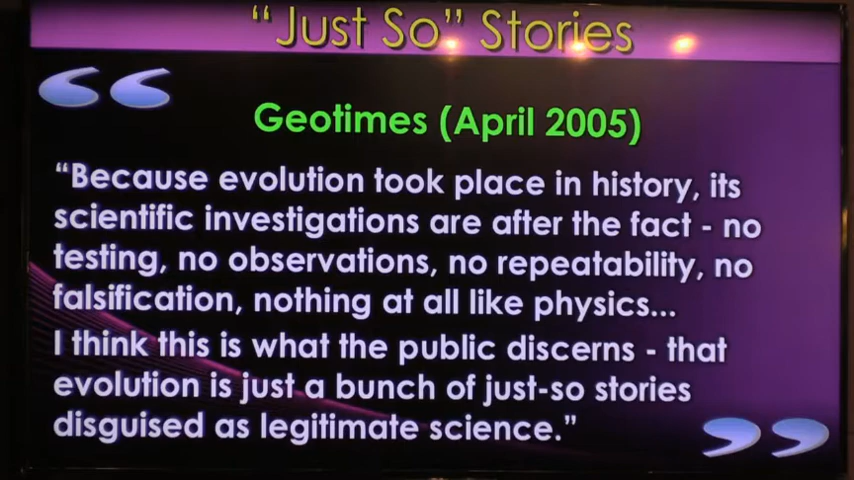 “Just So” Stories
“
Geotimes (April 2005)
“Because evolution took place in history, its
scientific investigations are after the fact - no
testing, no observations, no repeatability, no
falsification, nothing at all like physics...
I think this is what the public discerns - that
evolution is just a bunch of just-so stories
disguised as legitimate science.”
”